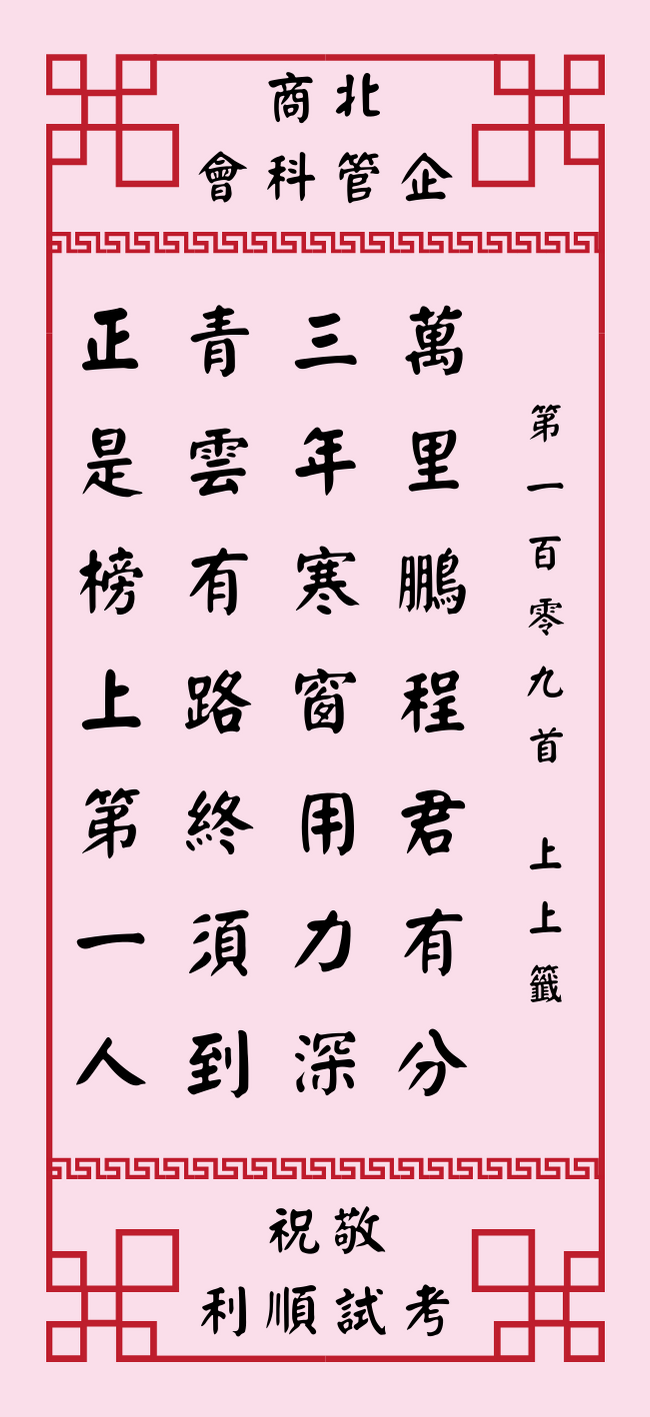 北商
企管科會
第一百零九首 上上籤
萬里鵬程君有分
三年寒窗用力深
青雲有路終須到
正是榜上第一人
敬祝
考試順利